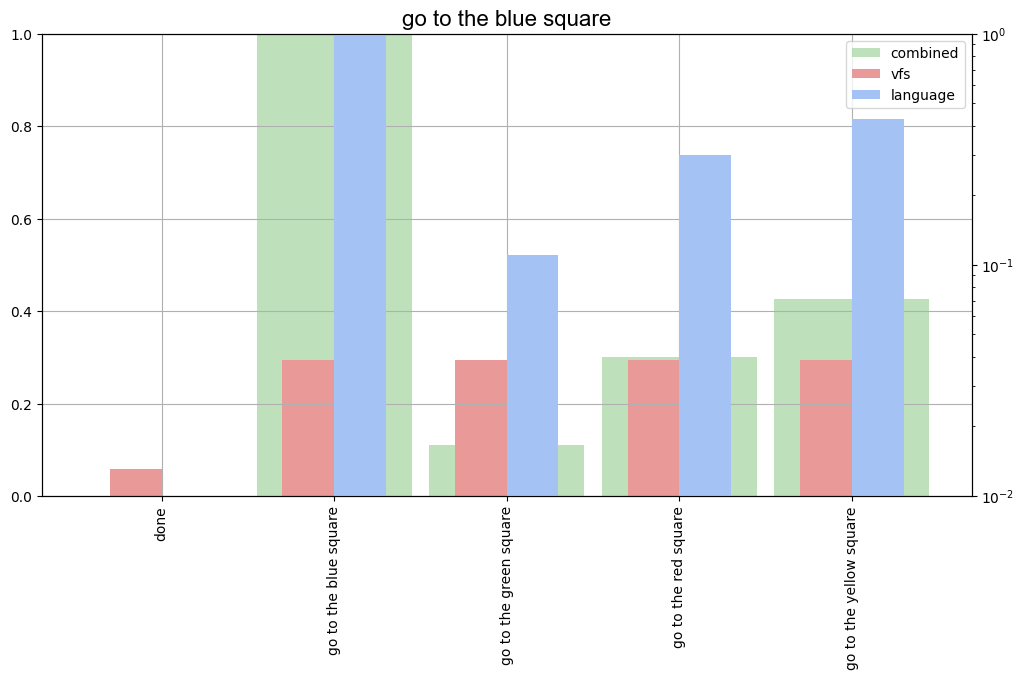 go to the blue square
combined
vfs
language
1.0
0.8
0.6
0.4
0.2
0.0
10⁰
10⁻¹
10⁻²
done
go to the blue square
go to the green square
go to the red square
go to the yellow square